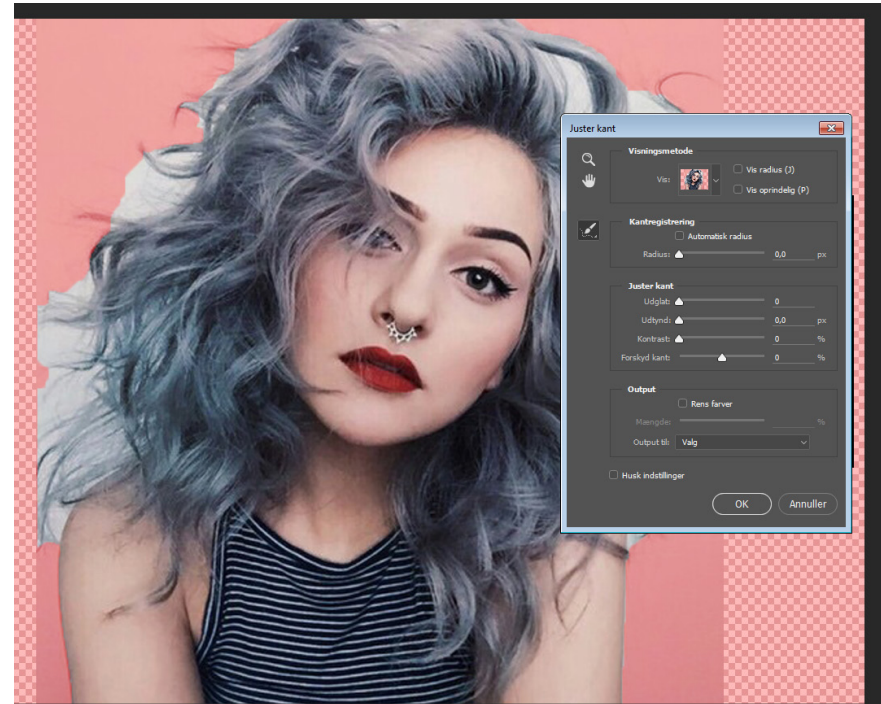 Juster kant
Visningsmetode
Vis:
Vis radius (J)
Vis oprindelig (P)
Kantregistrering
Automatisk radius
Radius: 0,0 px
Juster kant
Udglat: 0
Udtynd: 0,0 px
Kontrast: 0 %
Forskyd kant: 0 %
Output
Rens farver
Mængde: %
Output til: Valg
Husk indstillinger
OK Annuller